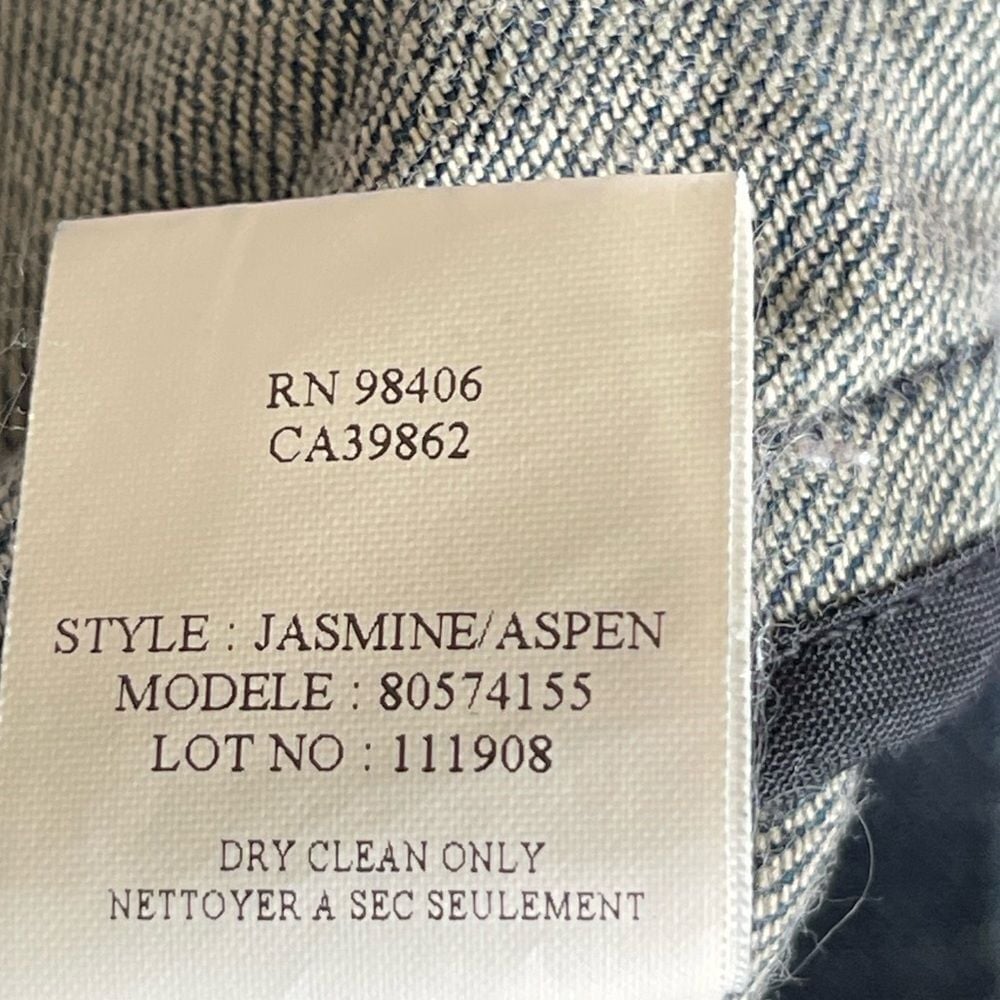 RN 98406
CA39862
STYLE : JASMINE/ASPEN
MODELE : 80574155
LOT NO : 111908
DRY CLEAN ONLY
NETTOYER A SEC SEULEMENT